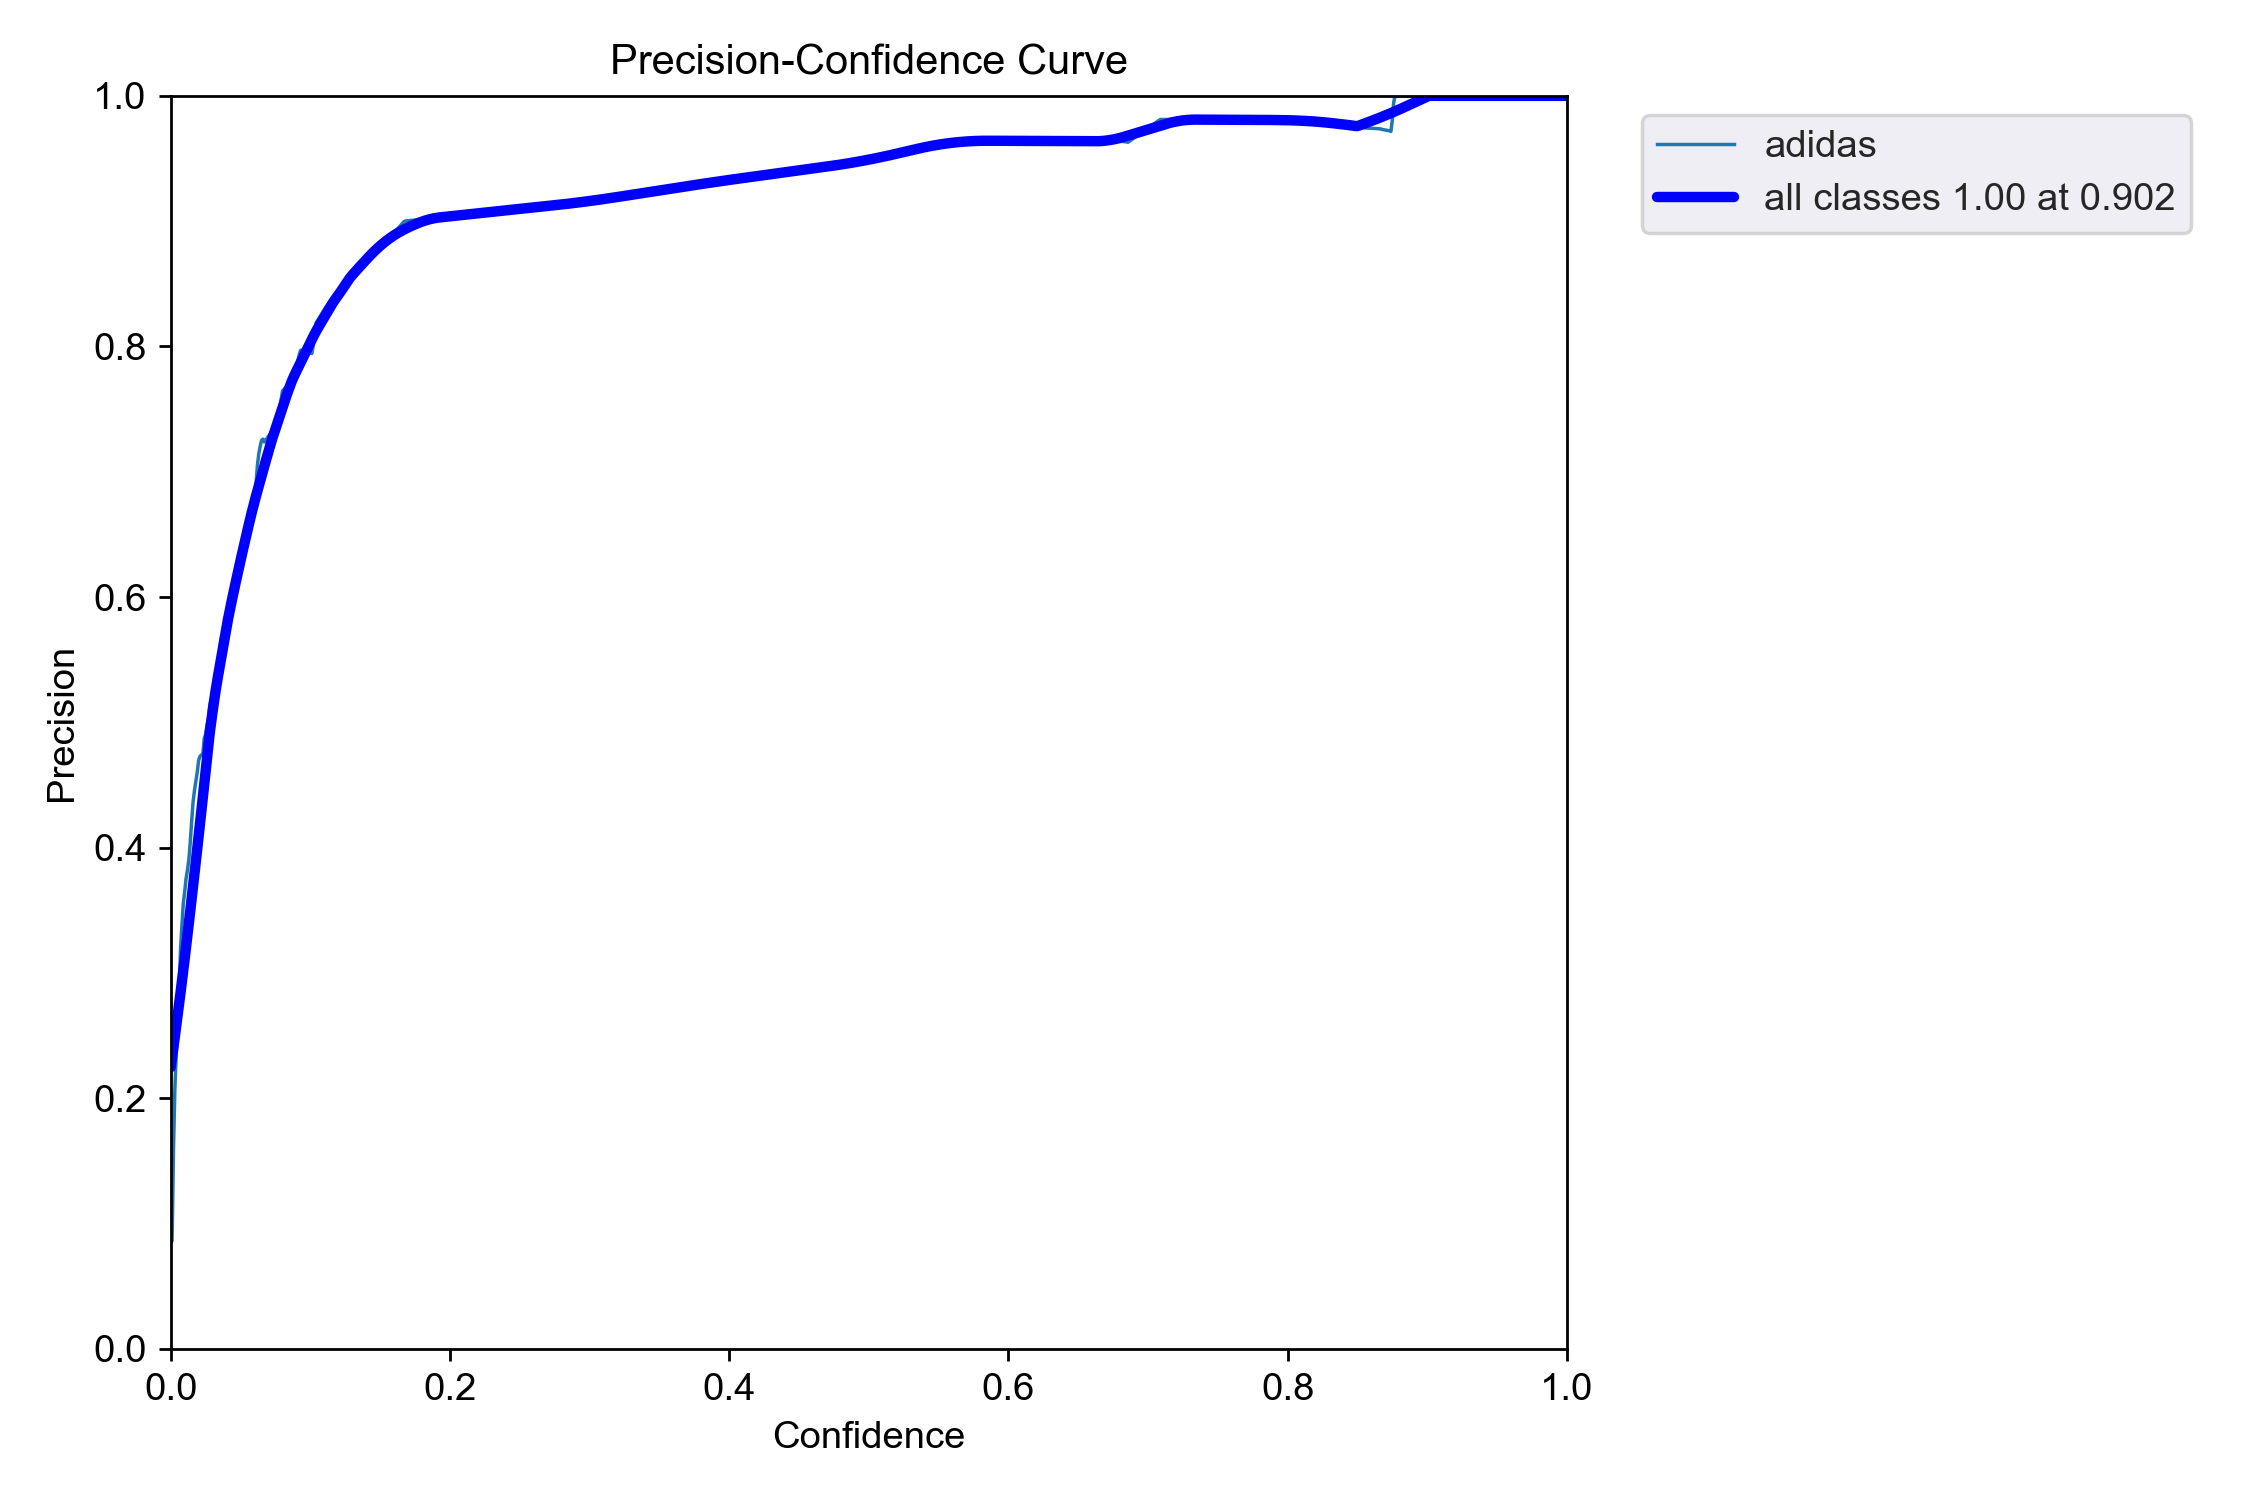 Precision-Confidence Curve
1.0
0.8
0.6
0.4
0.2
0.0
Precision
0.0 0.2 0.4 0.6 0.8 1.0
Confidence
adidas
all classes 1.00 at 0.902